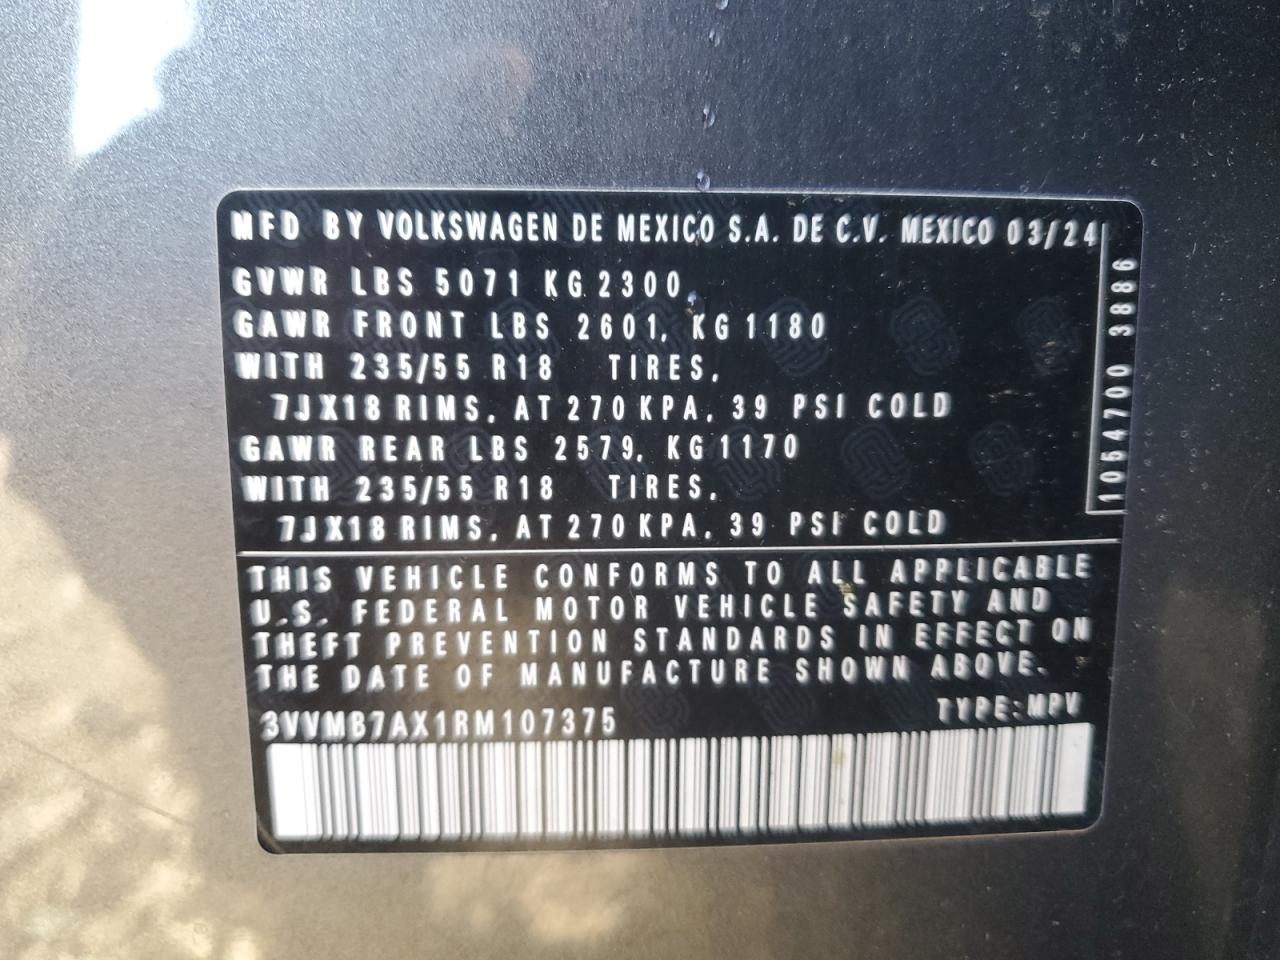 MFD BY VOLKSWAGEN DE MEXICO S.A. DE C.V. MEXICO 03/24
GVWR LBS 5071 KG 2300
GAWR FRONT LBS 2601, KG 1180
WITH 235/55 R18 TIRES,
7JX18 RIMS, AT 270 KPA, 39 PSI COLD
GAWR REAR LBS 2579, KG 1170
WITH 235/55 R18 TIRES,
7JX18 RIMS, AT 270 KPA, 39 PSI COLD
1054700 3886
THIS VEHICLE CONFORMS TO ALL APPLICABLE
U.S. FEDERAL MOTOR VEHICLE SAFETY AND
THEFT PREVENTION STANDARDS IN EFFECT ON
THE DATE OF MANUFACTURE SHOWN ABOVE.
3VVMB7AX1RM107375 TYPE: MPV